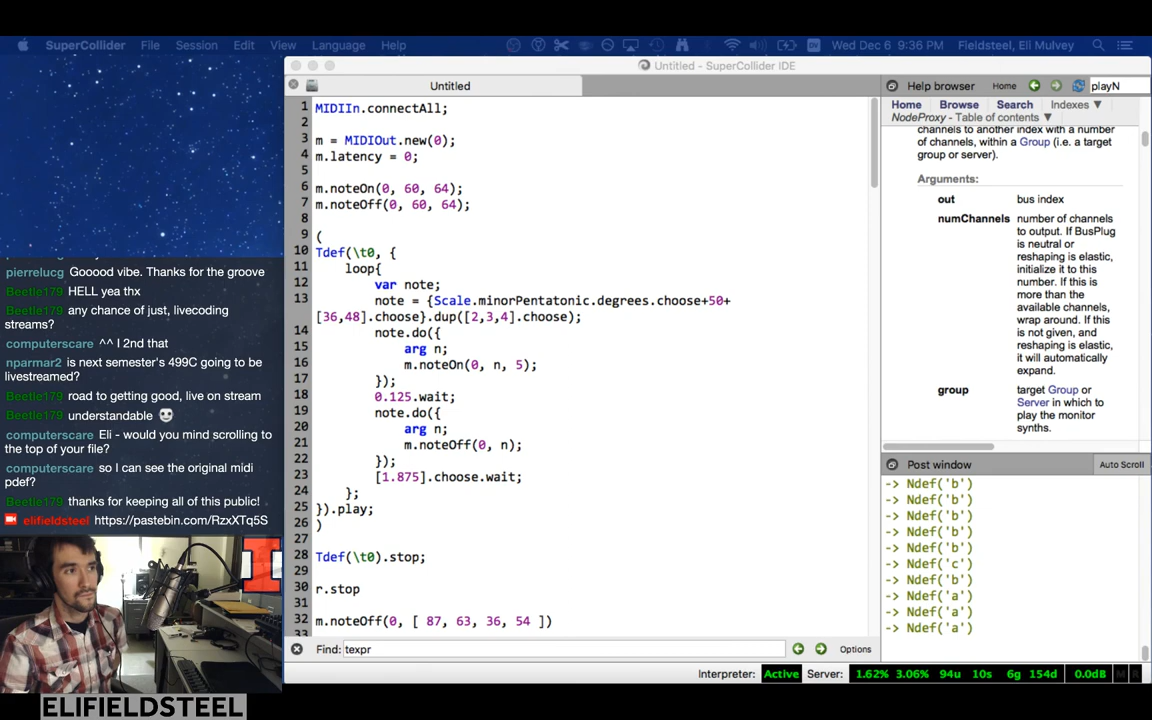 SuperCollider File Session Edit View Language Help Wed Dec 6 9:36 PM Fieldsteel, Eli Mulvey
Untitled - SuperCollider IDE
Untitled
Help browser Home playN
Home Browse Search Indexes ▼
NodeProxy - Table of contents ▼
1 MIDIIn.connectAll;
2
3 m = MIDIOut.new(0);
4 m.latency = 0;
5
6 m.noteOn(0, 60, 64);
7 m.noteOff(0, 60, 64);
8
9 (
10 Tdef(\t0, {
11 loop{
12 var note;
13 note = {Scale.minorPentatonic.degrees.choose+50+
[36,48].choose}.dup([2,3,4].choose);
14 note.do({
15 arg n;
16 m.noteOn(0, n, 5);
17 });
18 0.125.wait;
19 note.do({
20 arg n;
21 m.noteOff(0, n);
22 });
23 [1.875].choose.wait;
24 };
25 }).play;
26 )
27
28 Tdef(\t0).stop;
29
30 r.stop
31
32 m.noteOff(0, [ 87, 63, 36, 54 ])
33
Find: texpr
Options
channels to another index with a number
of channels, within a Group (i.e. a target
group or server).
Arguments:
out bus index
numChannels number of channels
to output. If BusPlug
is neutral or
reshaping is elastic,
initialize it to this
number. If this is
more than the
available channels,
wrap around. If this
is not given, and
reshaping is elastic,
it will automatically
expand.
group target Group or
Server in which to
play the monitor
synths.
Post window Auto Scroll
-> Ndef('b')
-> Ndef('b')
-> Ndef('b')
-> Ndef('b')
-> Ndef('b')
-> Ndef('c')
-> Ndef('b')
-> Ndef('a')
-> Ndef('a')
-> Ndef('a')
Interpreter: Active Server: 1.62% 3.06% 94u 10s 6g 154d 0.0dB M R
pierrelucg Gooood vibe. Thanks for the groove
Beetle179 HELL yea thx
Beetle179 any chance of just, livecoding
streams?
computerscare ^^ I 2nd that
nparmar2 is next semester's 499C going to be
livestreamed?
Beetle179 road to getting good, live on stream
Beetle179 understandable
computerscare Eli - would you mind scrolling to
the top of your file?
computerscare so I can see the original midi
pdef?
Beetle179 thanks for keeping all of this public!
elifieldsteel https://pastebin.com/RzxXTq5S
ELIFIELDSTEEL